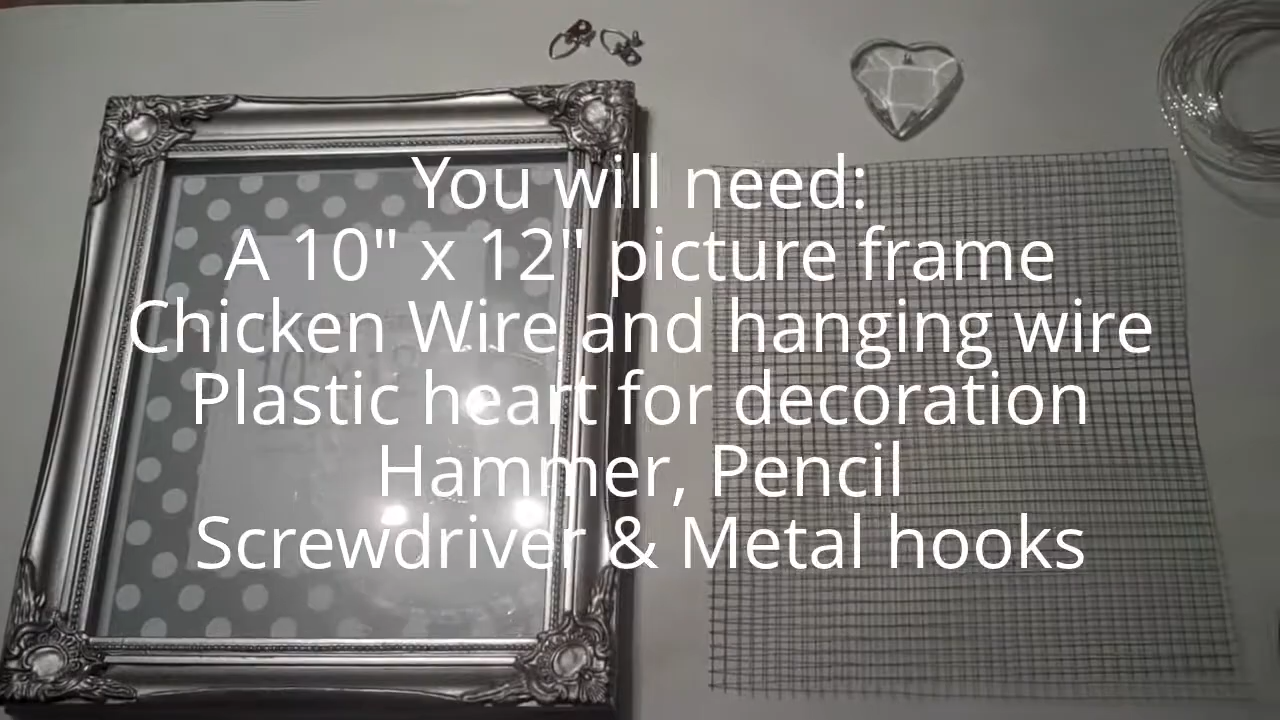 You will need:
A 10" x 12" picture frame
Chicken Wire and hanging wire
Plastic heart for decoration
Hammer, Pencil
Screwdriver & Metal hooks